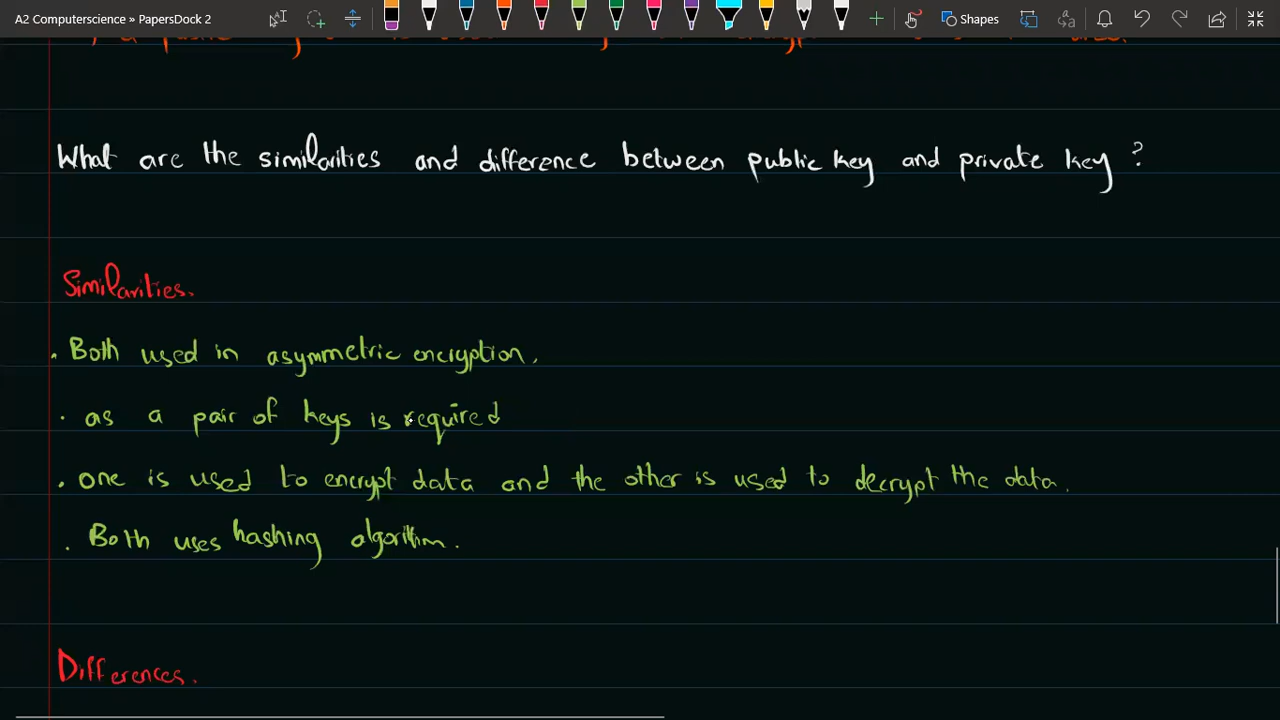 A2 Computerscience » PapersDock 2
Shapes
What are the similarities and difference between public key and private key ?
Similarities.
. Both used in asymmetric encryption.
. as a pair of keys is required
. one is used to encrypt data and the other is used to decrypt the data.
. Both uses hashing algorithm.
Differences.